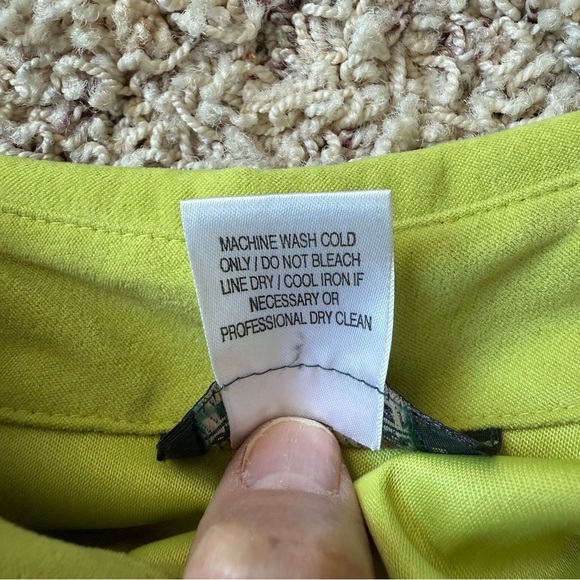 MACHINE WASH COLD
ONLY / DO NOT BLEACH
LINE DRY / COOL IRON IF
NECESSARY OR
PROFESSIONAL DRY CLEAN